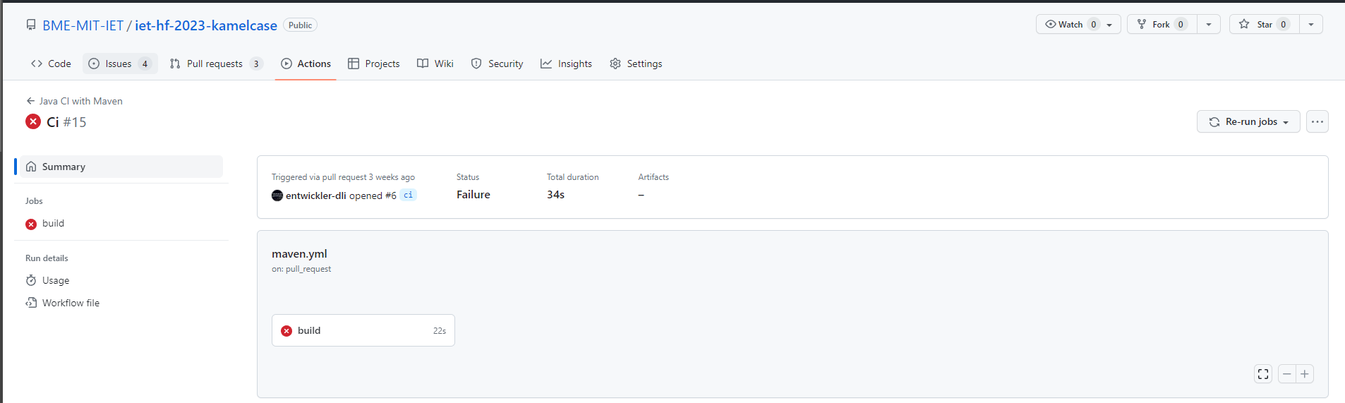 BME-MIT-IET / iet-hf-2023-kamelcase Public
Watch 0 Fork 0 Star 0
Code Issues 4 Pull requests 3 Actions Projects Wiki Security Insights Settings
Java CI with Maven
Ci #15
Re-run jobs
Summary
Jobs
build
Run details
Usage
Workflow file
Triggered via pull request 3 weeks ago
entwickler-dli opened #6 ci
Status
Failure
Total duration
34s
Artifacts
–
maven.yml
on: pull_request
build 22s